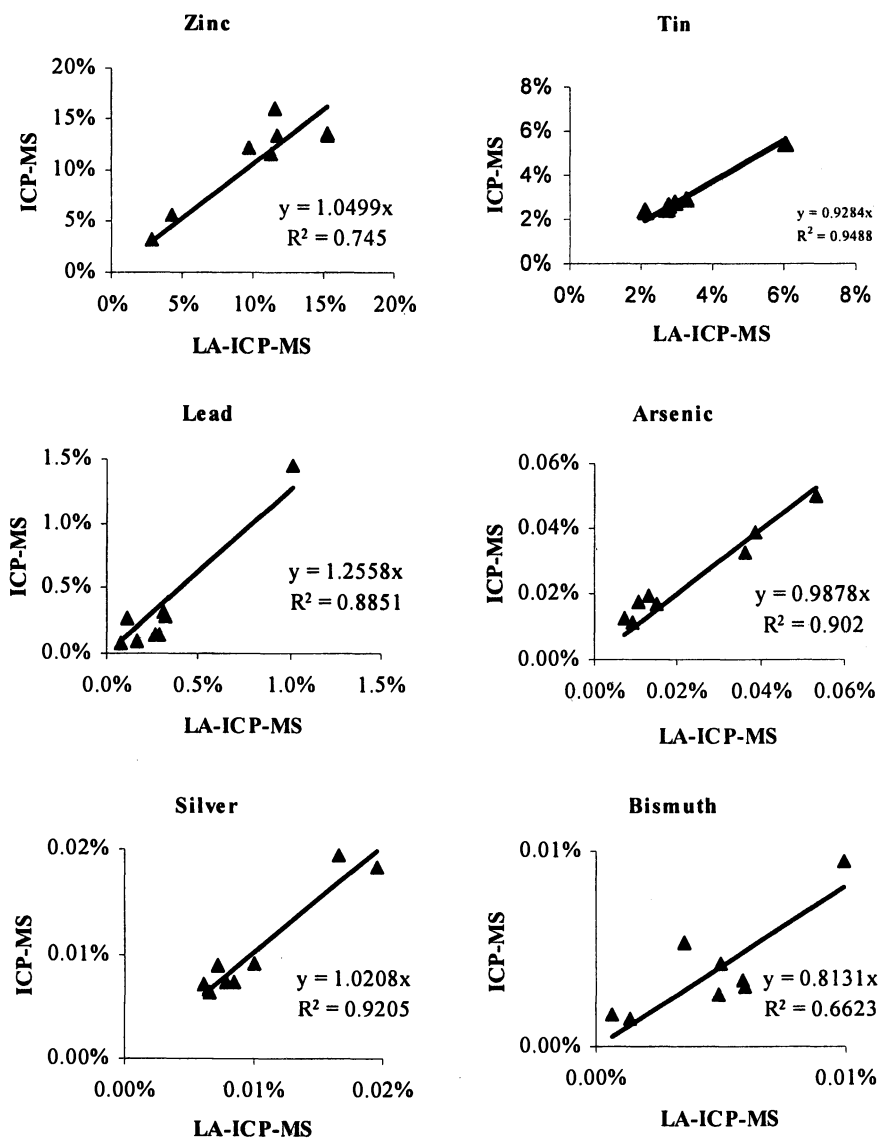 Zinc
20%
15%
10%
5%
0%
ICP-MS
y = 1.0499x
R² = 0.745
0% 5% 10% 15% 20%
LA-ICP-MS
Tin
8%
6%
4%
2%
0%
ICP-MS
y = 0.9284x
R² = 0.9488
0% 2% 4% 6% 8%
LA-ICP-MS
Lead
1.5%
1.0%
0.5%
0.0%
ICP-MS
y = 1.2558x
R² = 0.8851
0.0% 0.5% 1.0% 1.5%
LA-ICP-MS
Arsenic
0.06%
0.04%
0.02%
0.00%
ICP-MS
y = 0.9878x
R² = 0.902
0.00% 0.02% 0.04% 0.06%
LA-ICP-MS
Silver
0.02%
0.01%
0.00%
ICP-MS
y = 1.0208x
R² = 0.9205
0.00% 0.01% 0.02%
LA-ICP-MS
Bismuth
0.01%
0.00%
ICP-MS
y = 0.8131x
R² = 0.6623
0.00% 0.01%
LA-ICP-MS